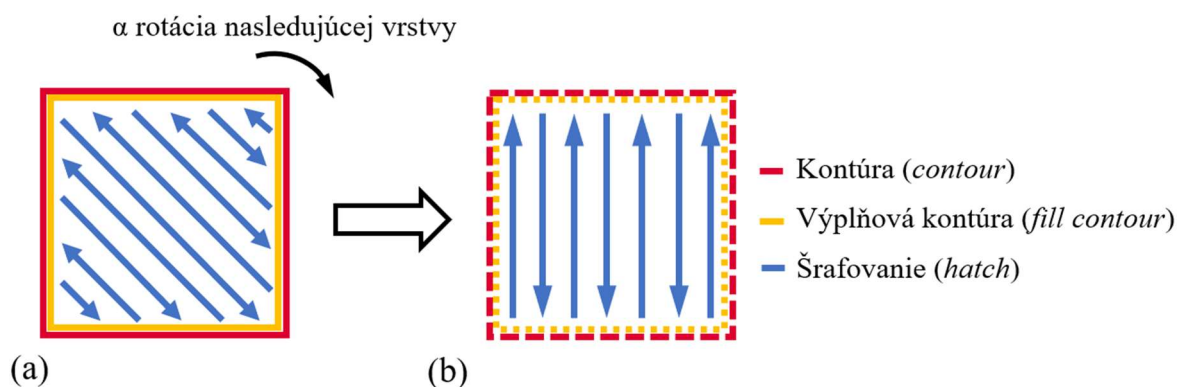 α rotácia nasledujúcej vrstvy
Kontúra (contour)
Výplňová kontúra (fill contour)
Šrafovanie (hatch)
(a)
(b)